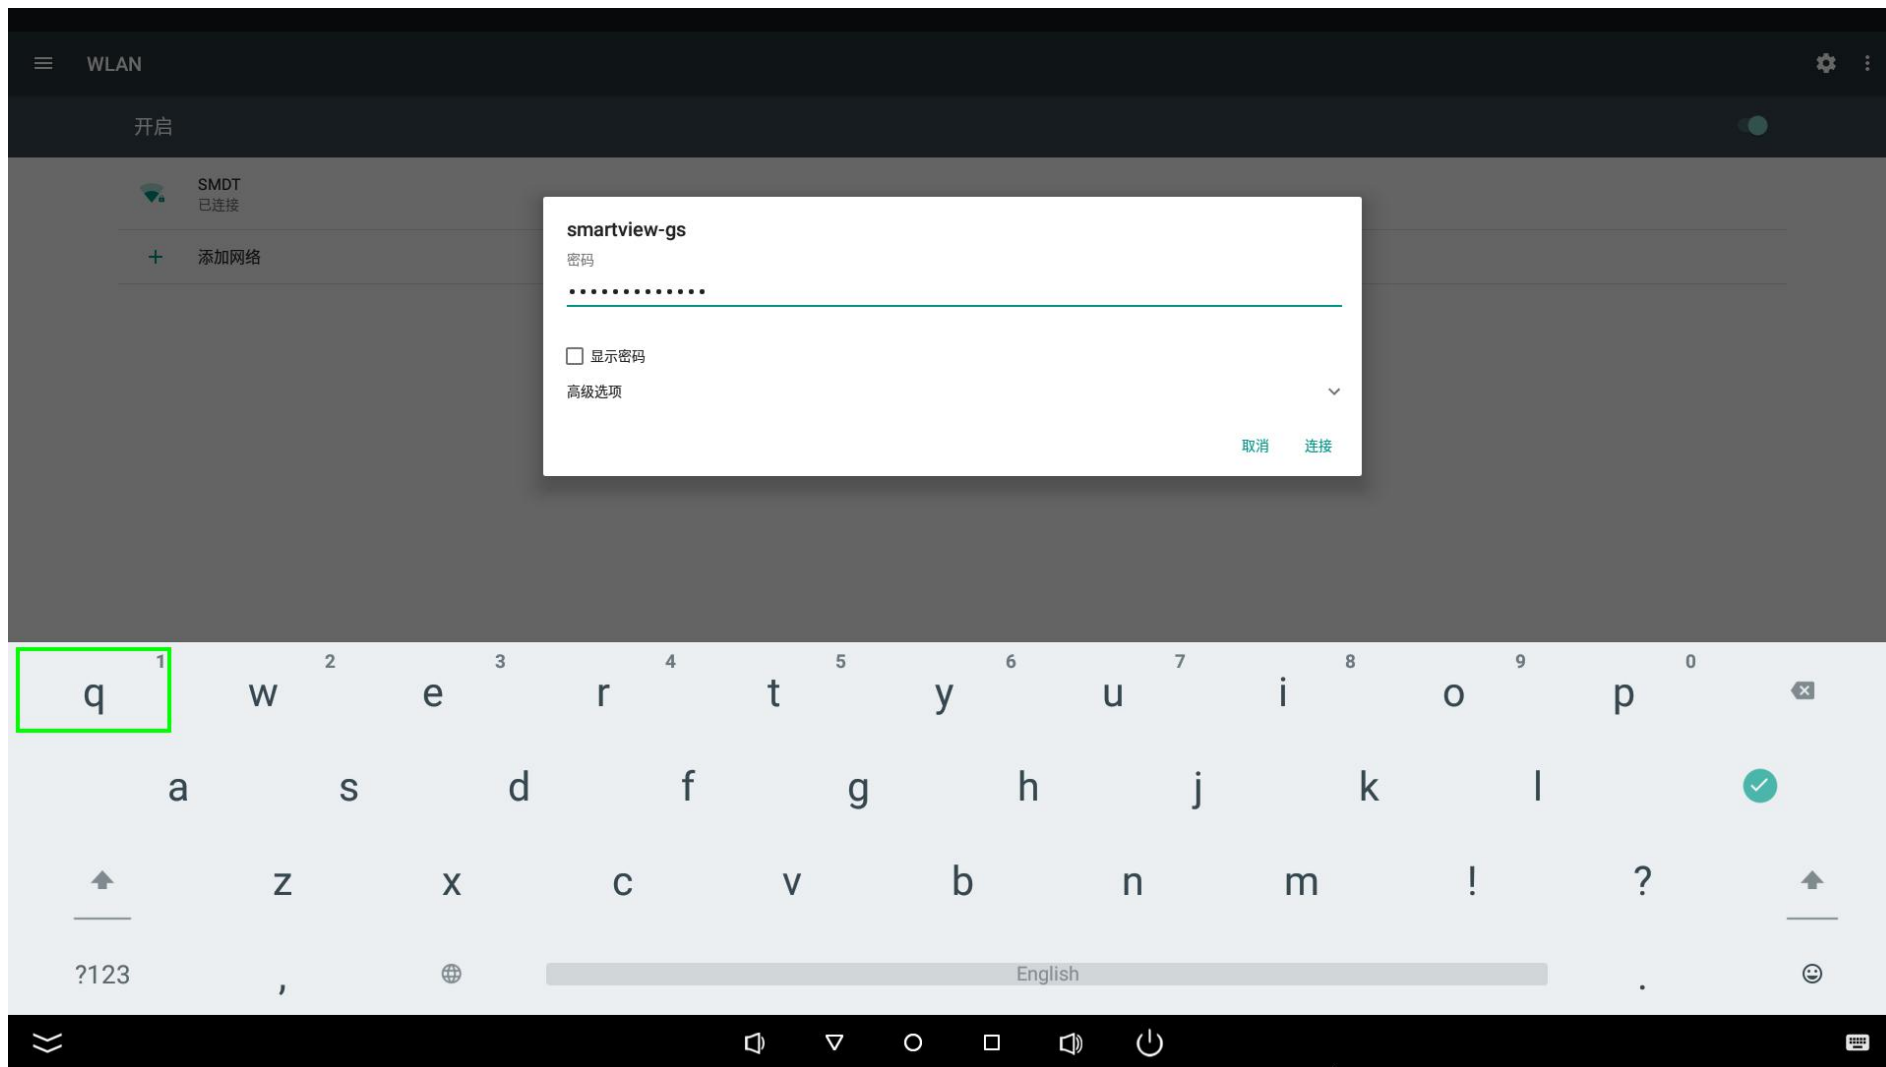 WLAN
开启
SMDT
已连接
添加网络
smartview-gs
密码
•••••••••••••
显示密码
高级选项
取消 连接
1 2 3 4 5 6 7 8 9 0
q w e r t y u i o p
a s d f g h j k l
z x c v b n m ! ?
?123 , English .